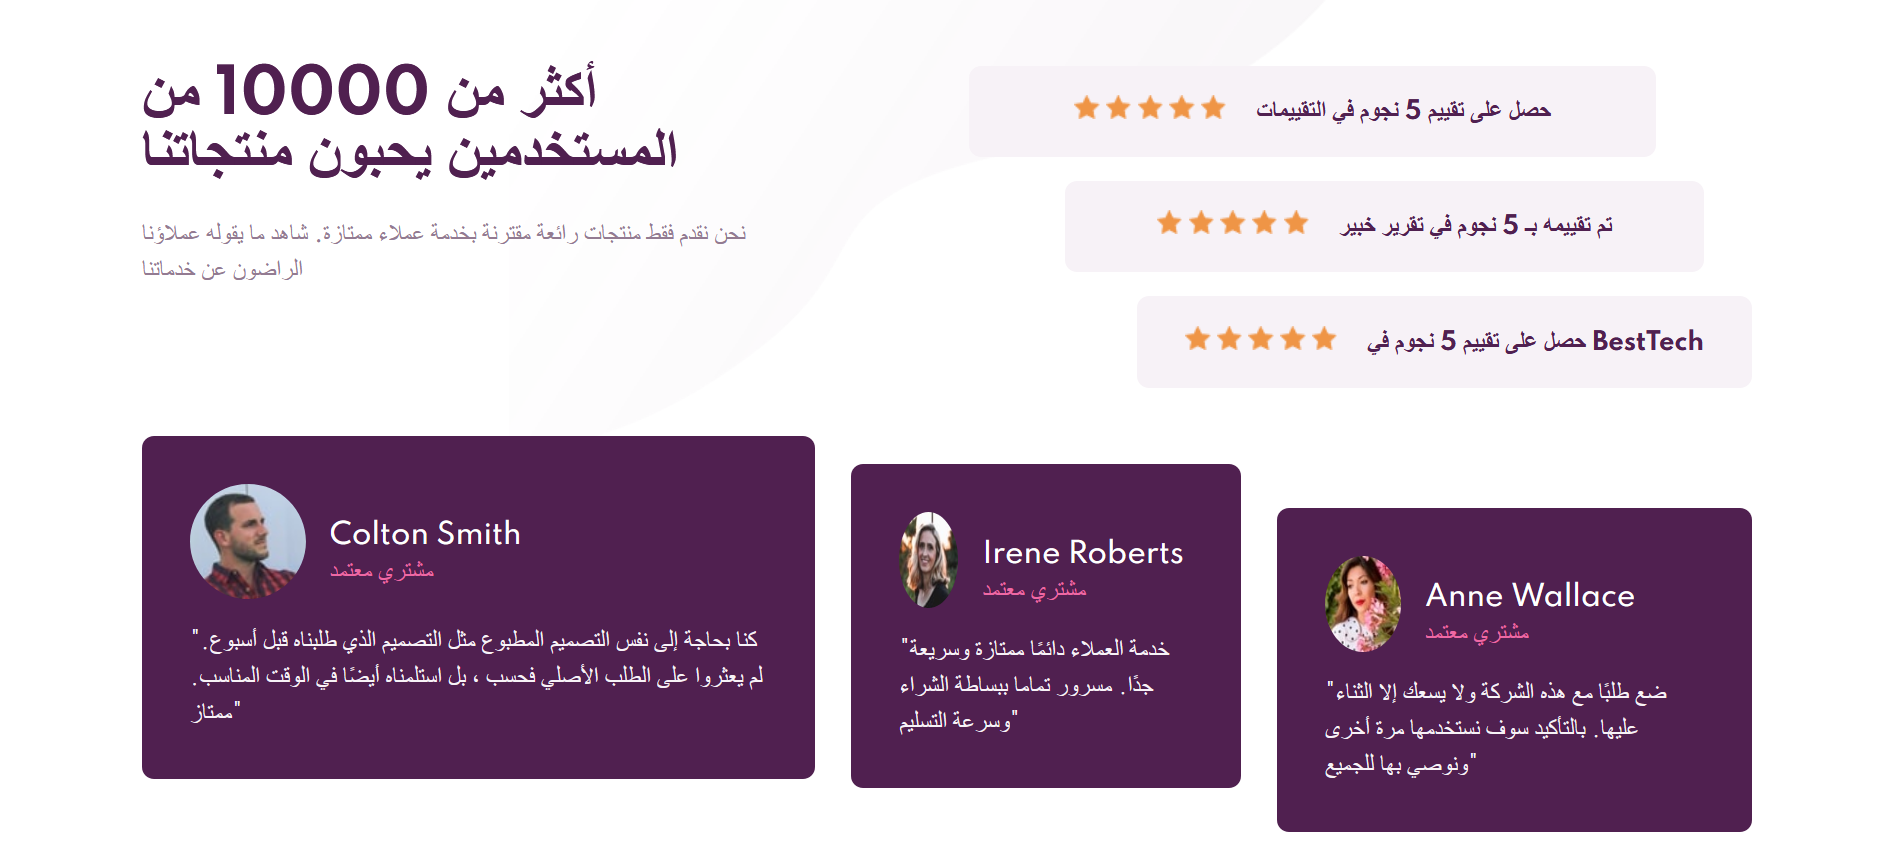 أكثر من 10000 من
المستخدمين يحبون منتجاتنا
نحن نقدم فقط منتجات رائعة مقترنة بخدمة عملاء ممتازة. شاهد ما يقوله عملاؤنا
الراضون عن خدماتنا
حصل على تقييم 5 نجوم في التقييمات
تم تقييمه بـ 5 نجوم في تقرير خبير
BestTech حصل على تقييم 5 نجوم في
Colton Smith
مشتري معتمد
كنا بحاجة إلى نفس التصميم المطبوع مثل التصميم الذي طلبناه قبل أسبوع."
لم يعثروا على الطلب الأصلي فحسب ، بل استلمناه أيضًا في الوقت المناسب.
"ممتاز
Irene Roberts
مشتري معتمد
خدمة العملاء دائمًا ممتازة وسريعة"
جدًا. مسرور تماما ببساطة الشراء
"وسرعة التسليم
Anne Wallace
مشتري معتمد
ضع طلبًا مع هذه الشركة ولا يسعك إلا الثناء"
عليها. بالتأكيد سوف نستخدمها مرة أخرى
"ونوصي بها للجميع